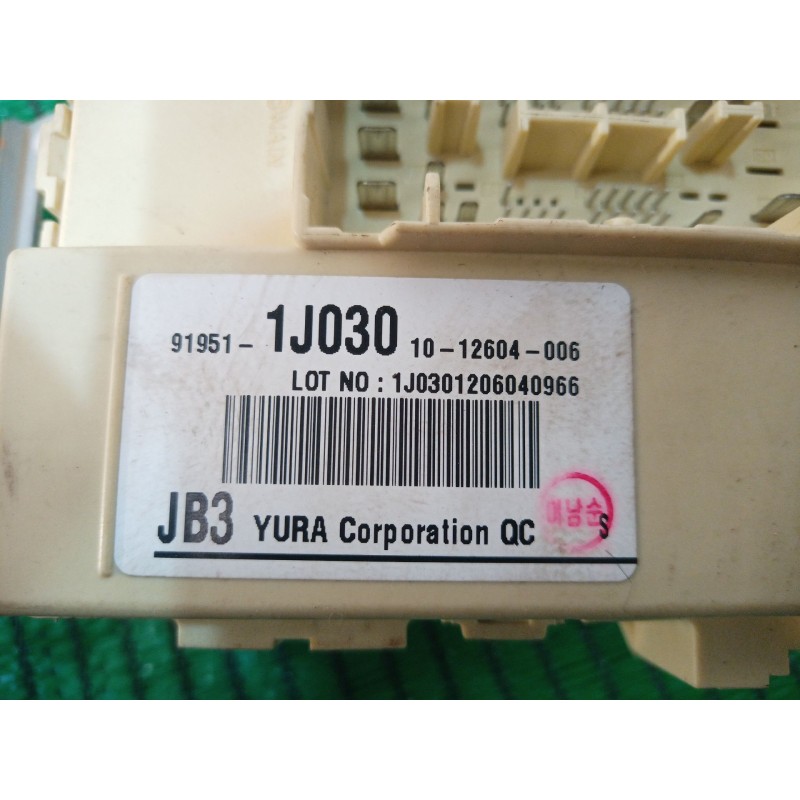 91951- 1J030 10-12604-006
LOT NO : 1J0301206040966
JB3 YURA Corporation QC
S